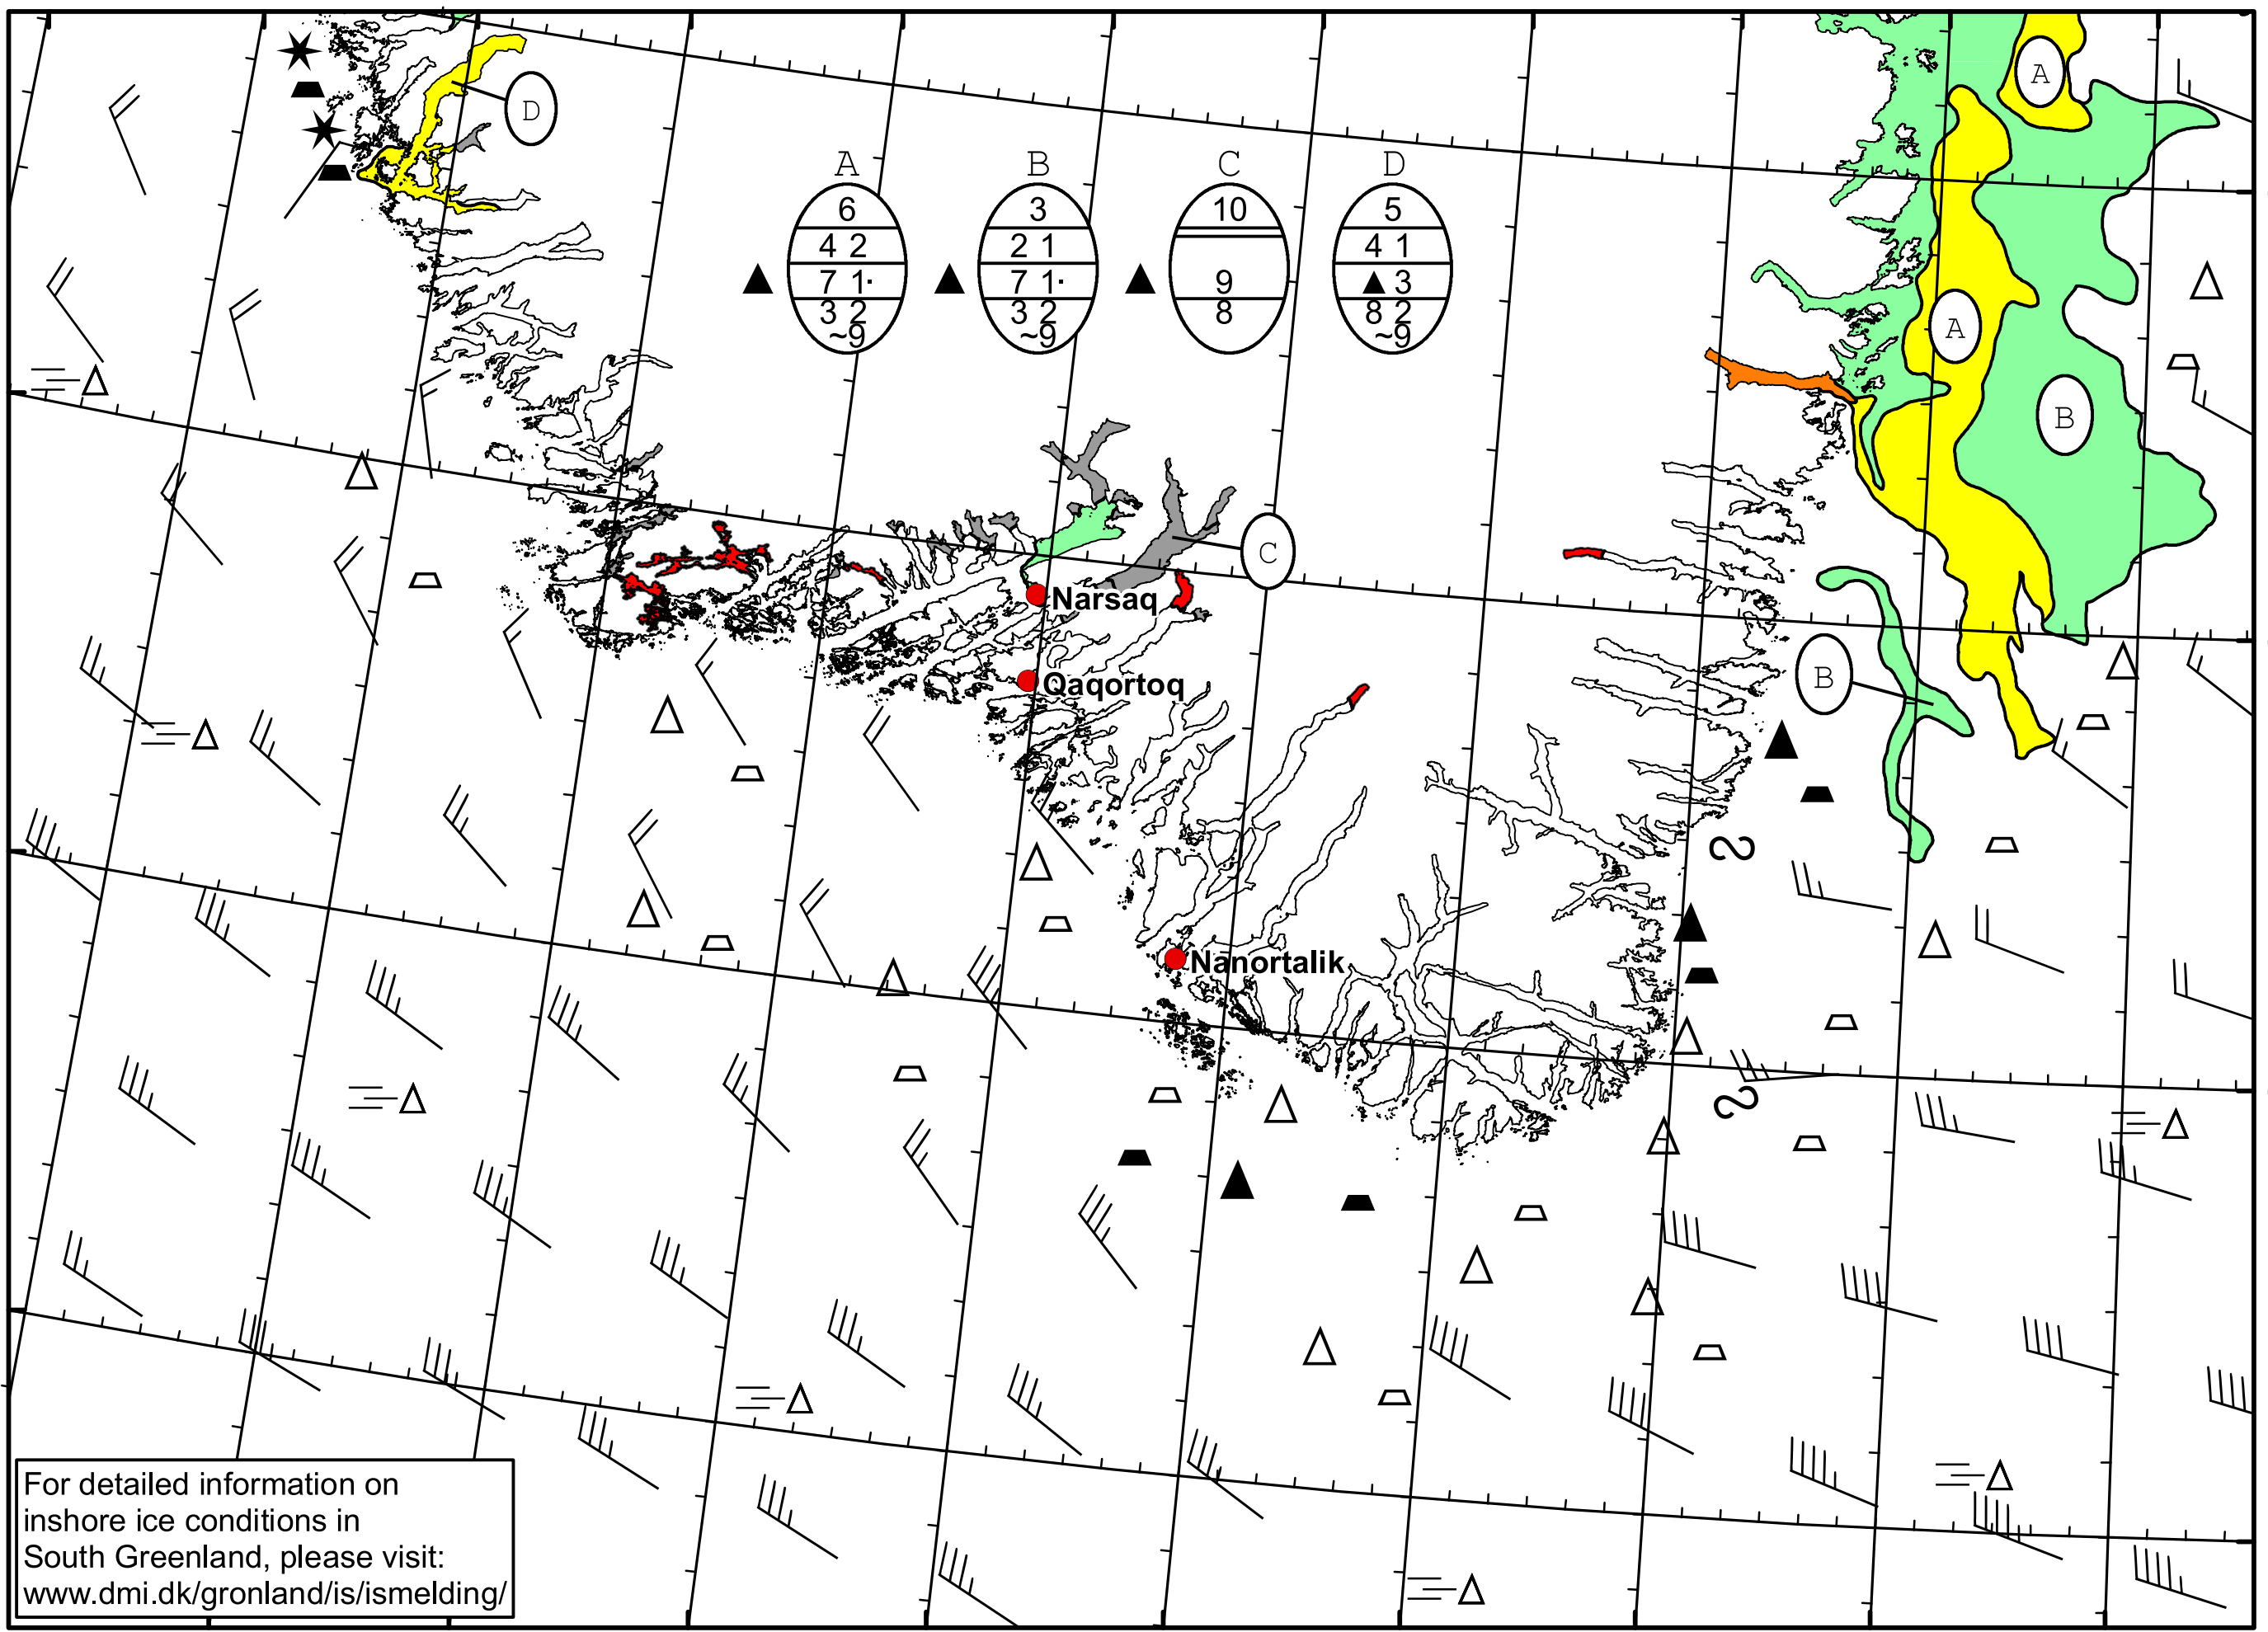 A
D
A B C D
6 3 10 5
4 2 2 1 4 1
7 1· 7 1· 9 3
3 2 3 2 8 8 2
~9 ~9 ~9
A
B
C
Narsaq
Qaqortoq
B
Nanortalik
For detailed information on
inshore ice conditions in
South Greenland, please visit:
www.dmi.dk/gronland/is/ismelding/